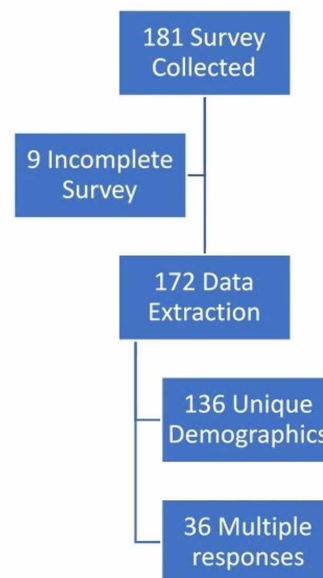 181 Survey
Collected
9 Incomplete
Survey
172 Data
Extraction
136 Unique
Demographics
36 Multiple
responses